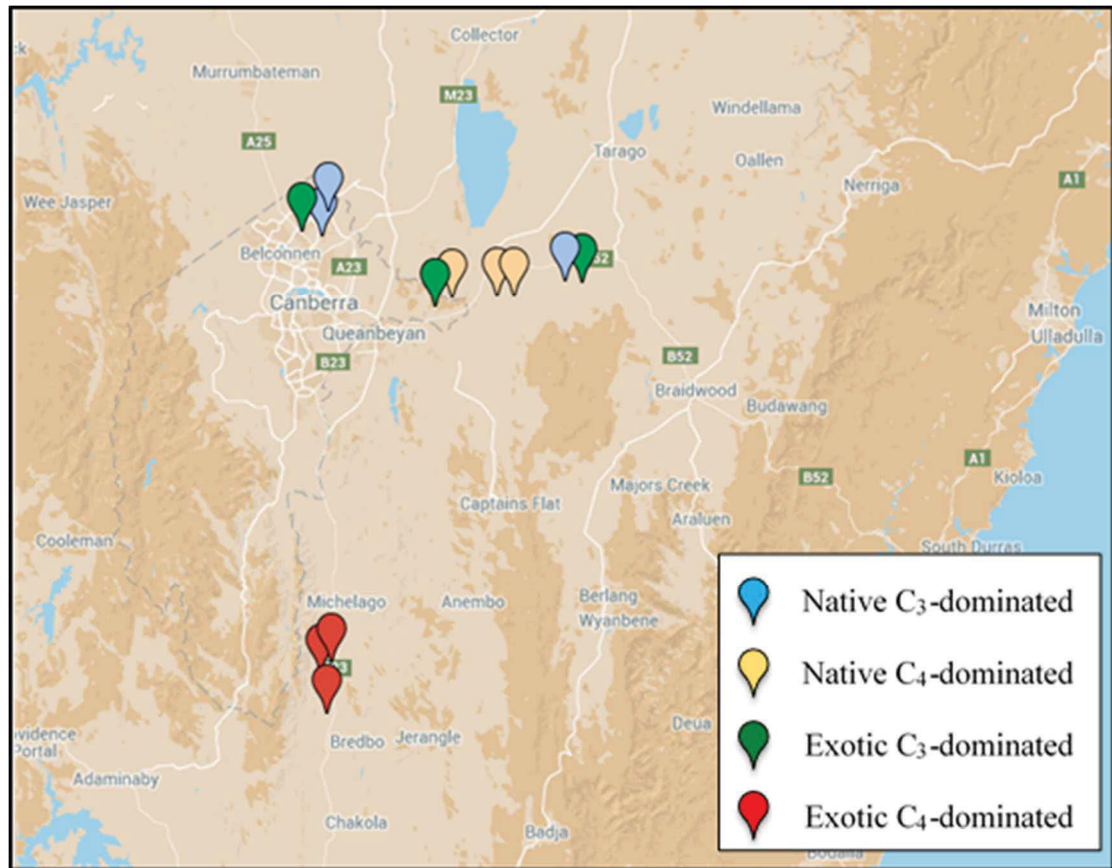 Collector
Murrumbateman
M23
Windellama
A25
Tarago
Oallen
A1
Nerriga
Wee Jasper
Belconnen
A23
Canberra
Milton
Queanbeyan
Ulladulla
B23
B52
Braidwood
Budawang
A1
B52
Majors Creek
Kioloa
Captains Flat
Araluen
Cooleman
South Durras
Michelago
Anembo
Berlang
Wyanbene
Native C₃-dominated
Native C₄-dominated
Deua
Bredbo
Jerangle
Portal
Exotic C₃-dominated
Adaminaby
Chakola
Badja
Exotic C₄-dominated